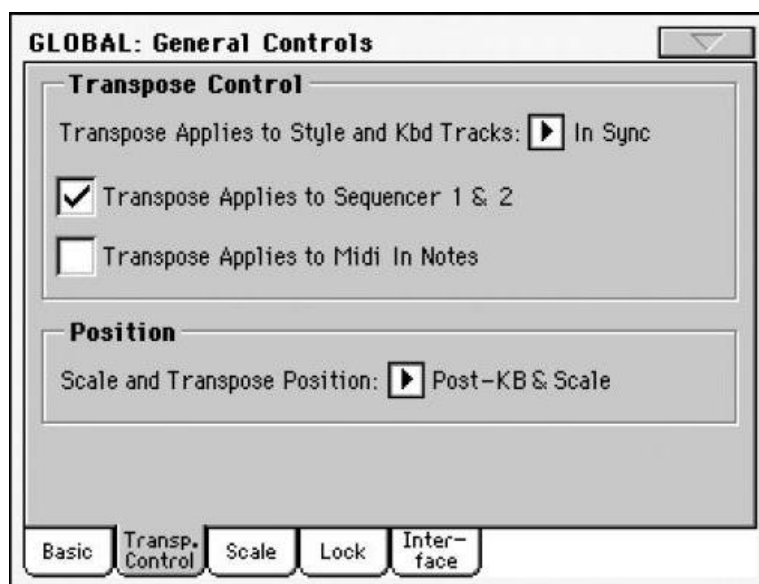 GLOBAL: General Controls
Transpose Control
Transpose Applies to Style and Kbd Tracks: In Sync
Transpose Applies to Sequencer 1 & 2
Transpose Applies to Midi In Notes
Position
Scale and Transpose Position: Post-KB & Scale
Basic
Transp.
Control
Scale
Lock
Inter-
face